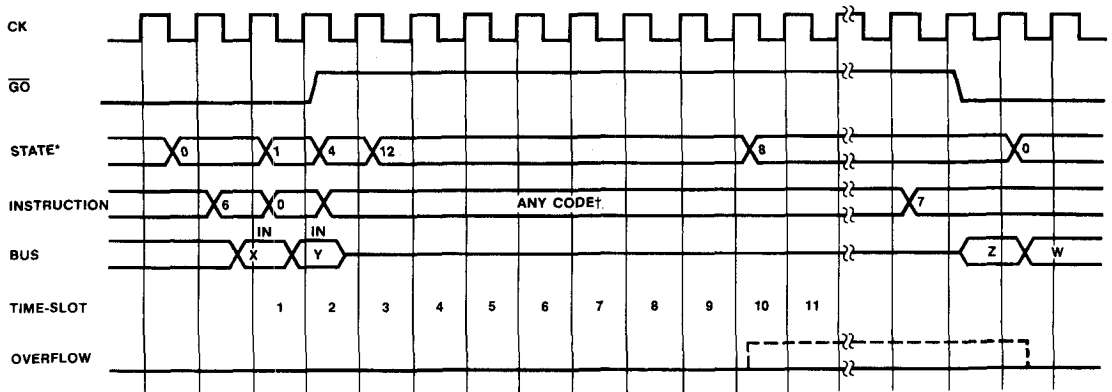 CK
GO
STATE* 0 1 4 12 8 0
INSTRUCTION 6 0 ANY CODE† 7
IN IN
BUS X Y Z W
TIME-SLOT 1 2 3 4 5 6 7 8 9 10 11
OVERFLOW